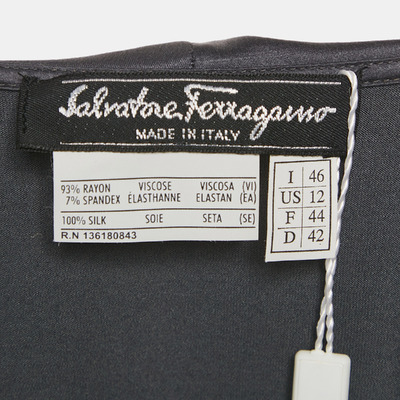 Salvatore Ferragamo
MADE IN ITALY
93% RAYON VISCOSE VISCOSA (VI)
7% SPANDEX ÉLASTHANNE ELASTAN (EA)
100% SILK SOIE SETA (SE)
R.N 136180843
I 46
US 12
F 44
D 42